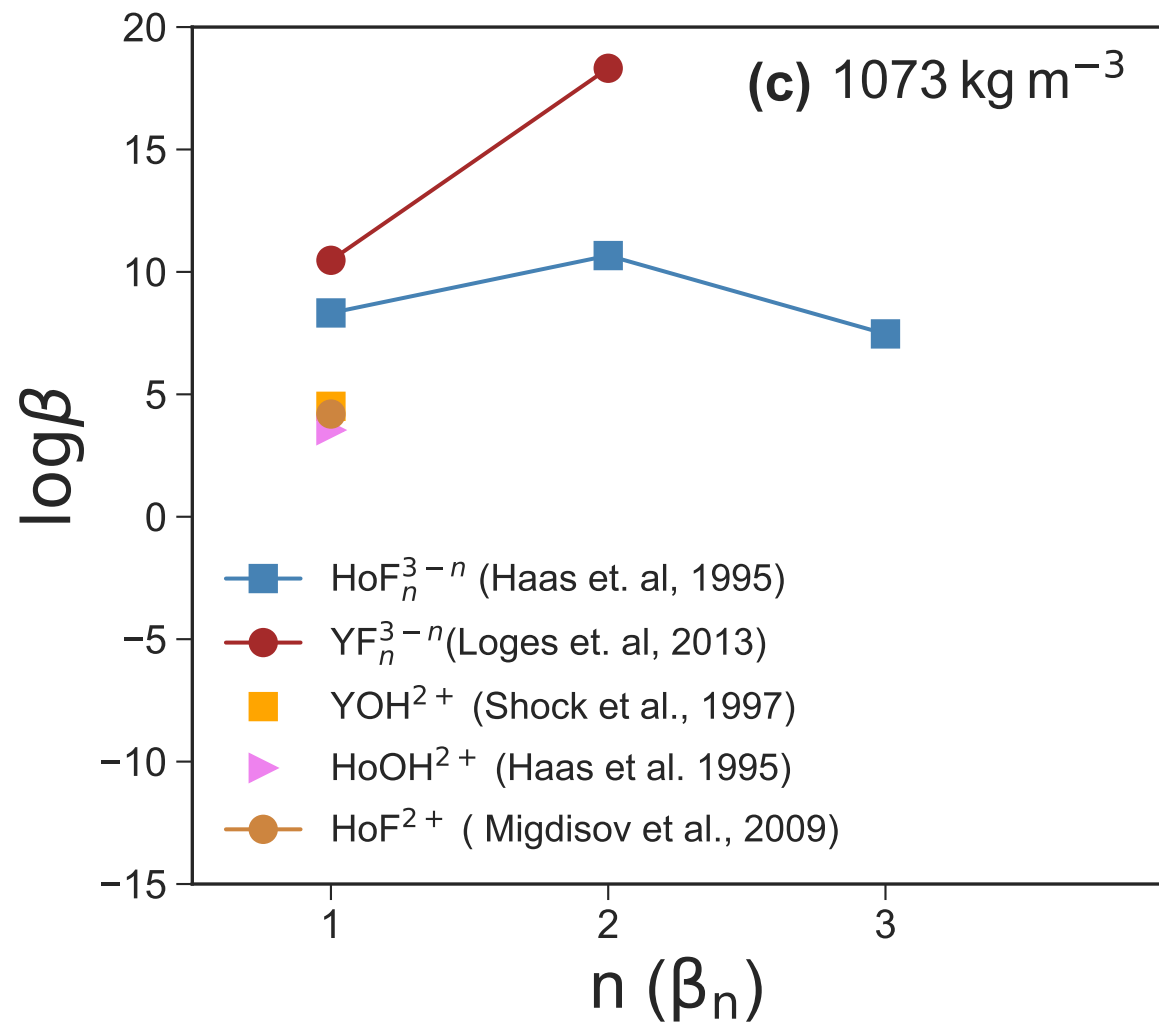 20
(c) 1073 kg m⁻³
15
10
5
0
−5
−10
−15
logβ
HoFₙ³⁻ⁿ (Haas et. al, 1995)
YFₙ³⁻ⁿ(Loges et. al, 2013)
YOH²⁺ (Shock et al., 1997)
HoOH²⁺ (Haas et al. 1995)
HoF²⁺ ( Migdisov et al., 2009)
1 2 3
n (βₙ)